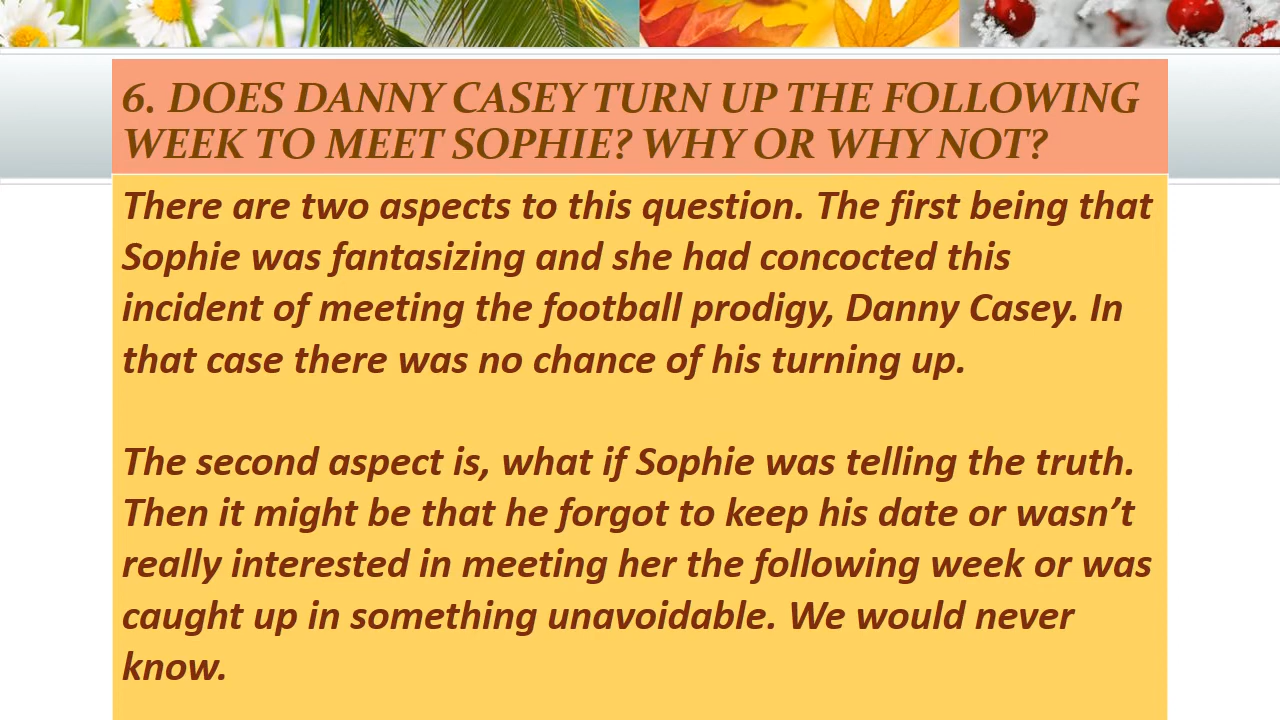 6. DOES DANNY CASEY TURN UP THE FOLLOWING
WEEK TO MEET SOPHIE? WHY OR WHY NOT?
There are two aspects to this question. The first being that
Sophie was fantasizing and she had concocted this
incident of meeting the football prodigy, Danny Casey. In
that case there was no chance of his turning up.
The second aspect is, what if Sophie was telling the truth.
Then it might be that he forgot to keep his date or wasn’t
really interested in meeting her the following week or was
caught up in something unavoidable. We would never
know.